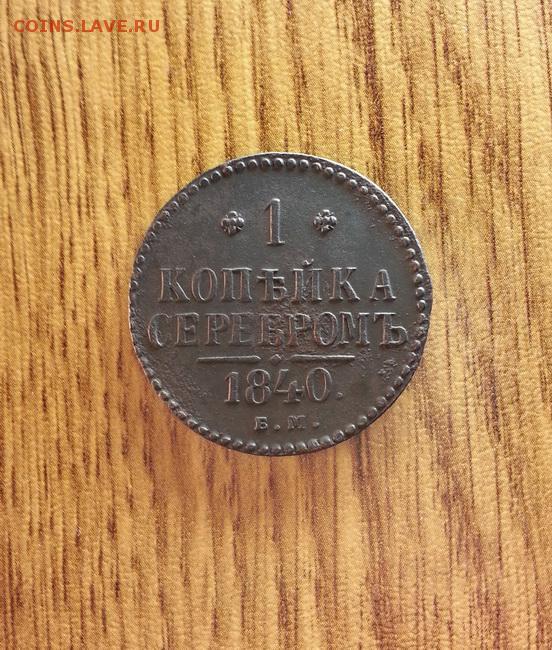 COINS.LAVE.RU
1
КОПѢЙКА
СЕРЕБРОМЪ
1840.
Е.М.